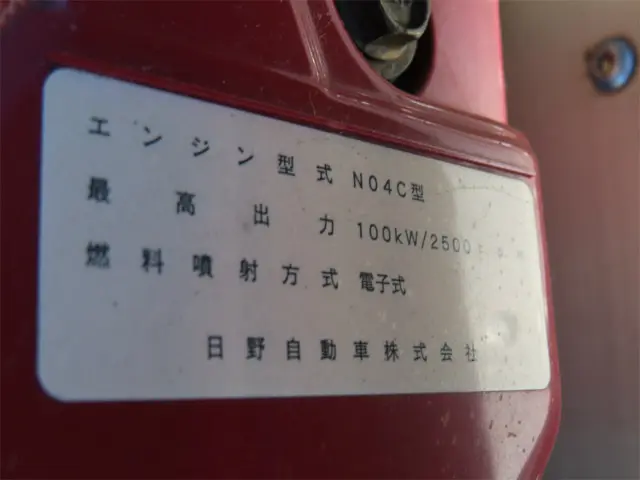 エンジン型式 N04C型
最高出力 100kW/2500
燃料噴射方式 電子式
日野自動車株式会社